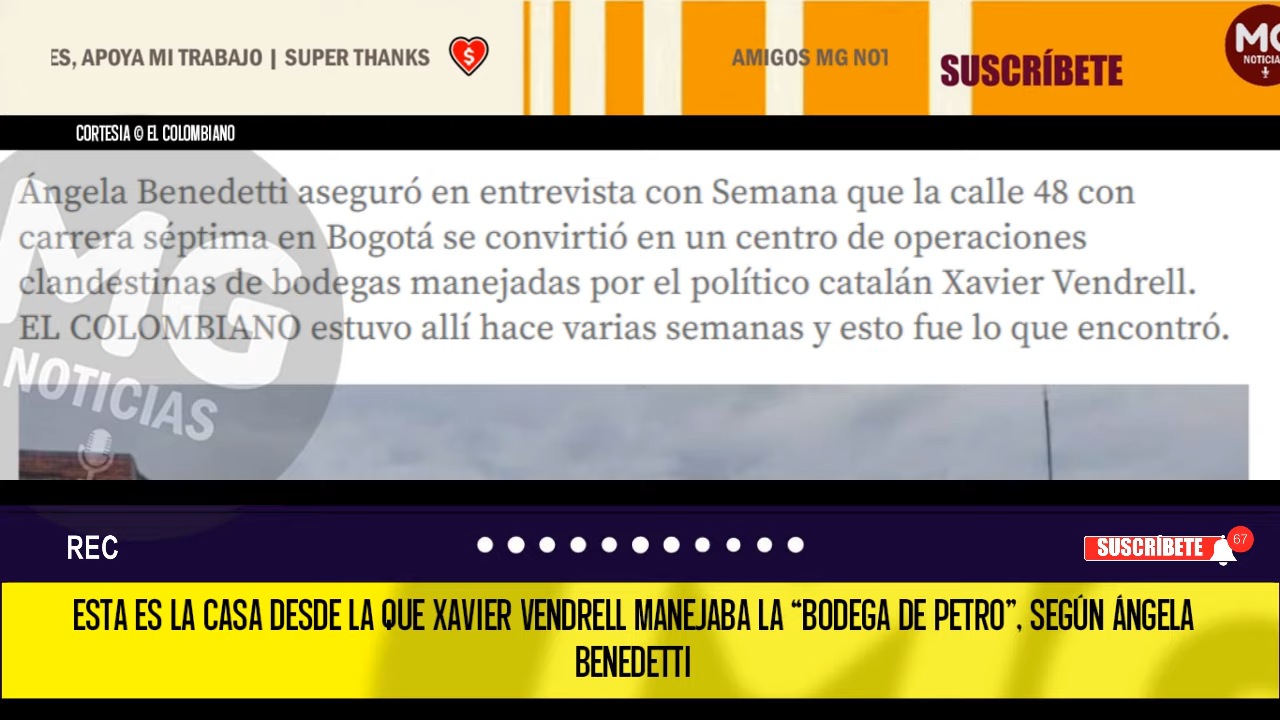 ES, APOYA MI TRABAJO | SUPER THANKS
AMIGOS MG NOT
SUSCRÍBETE
MG
NOTICIA
CORTESIA © EL COLOMBIANO
Ángela Benedetti aseguró en entrevista con Semana que la calle 48 con
carrera séptima en Bogotá se convirtió en un centro de operaciones
clandestinas de bodegas manejadas por el político catalán Xavier Vendrell.
EL COLOMBIANO estuvo allí hace varias semanas y esto fue lo que encontró.
MG
NOTICIAS
REC
SUSCRÍBETE
67
ESTA ES LA CASA DESDE LA QUE XAVIER VENDRELL MANEJABA LA “BODEGA DE PETRO”, SEGÚN ÁNGELA
BENEDETTI